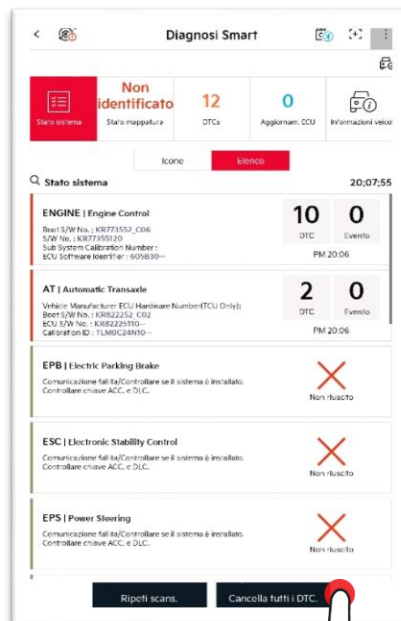 Diagnosi Smart
Non
identificato
12
0
Stato sistema
Stato mappatura
DTCs
Aggiornam. ECU
Informazioni veicol
Icone
Elenco
Stato sistema
20:07:55
ENGINE | Engine Control
10
0
Boot S/W No. : KR773552_C06
S/W No. : KR77355120
DTC
Evento
Sub System Calibration Number :
ECU Software Identifier : 605B30···
PM 20:06
AT | Automatic Transaxle
2
0
Vehicle Manufacturer ECU Hardware Number(TCU Only):
Boot S/W No. : KR822252_C02
DTC
Evento
ECU S/W No. : KR82225110···
Calibration ID : TLM0C24N10···
PM 20:06
EPB | Electric Parking Brake
Comunicazione fallita/Controllare se il sistema è installato.
Controllare chiave ACC. e DLC.
Non riuscito
ESC | Electronic Stability Control
Comunicazione fallita/Controllare se il sistema è installato.
Controllare chiave ACC. e DLC.
Non riuscito
EPS | Power Steering
Comunicazione fallita/Controllare se il sistema è installato.
Controllare chiave ACC. e DLC.
Non riuscito
Ripeti scans.
Cancella tutti i DTC.